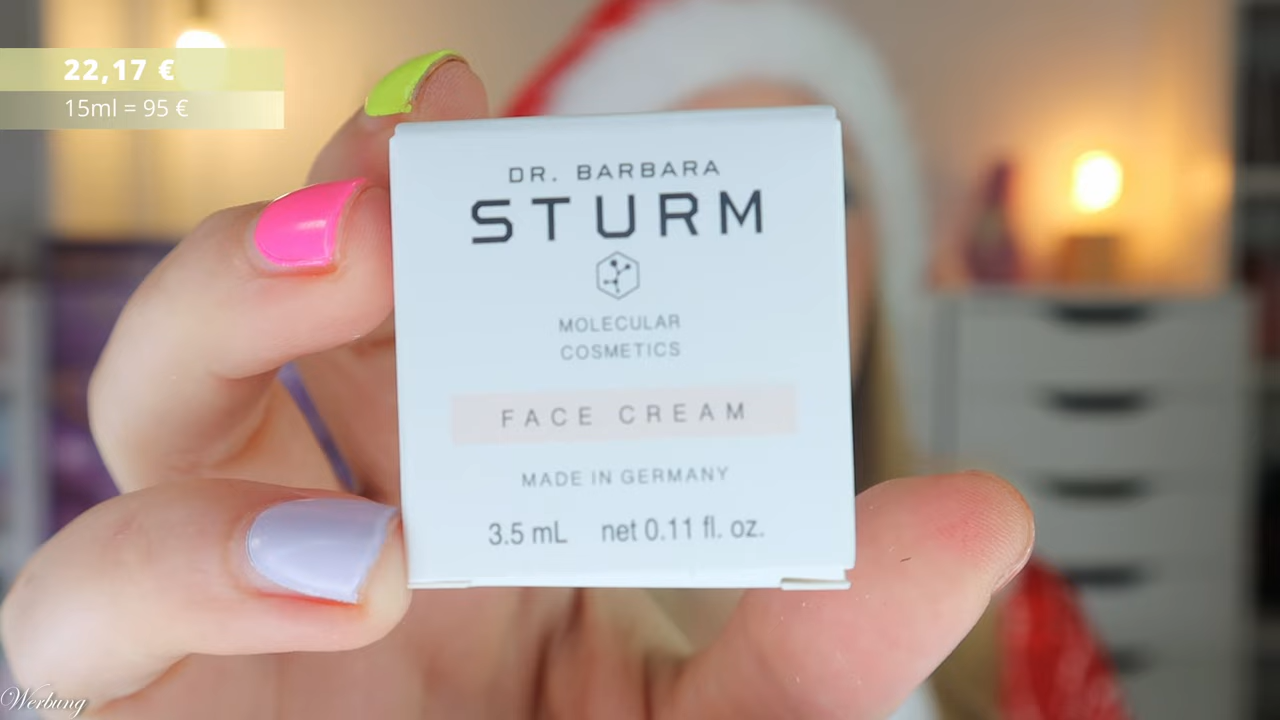 22,17 €
15ml = 95 €
DR. BARBARA
STURM
MOLECULAR
COSMETICS
FACE CREAM
MADE IN GERMANY
3.5 mL net 0.11 fl. oz.
Werbung